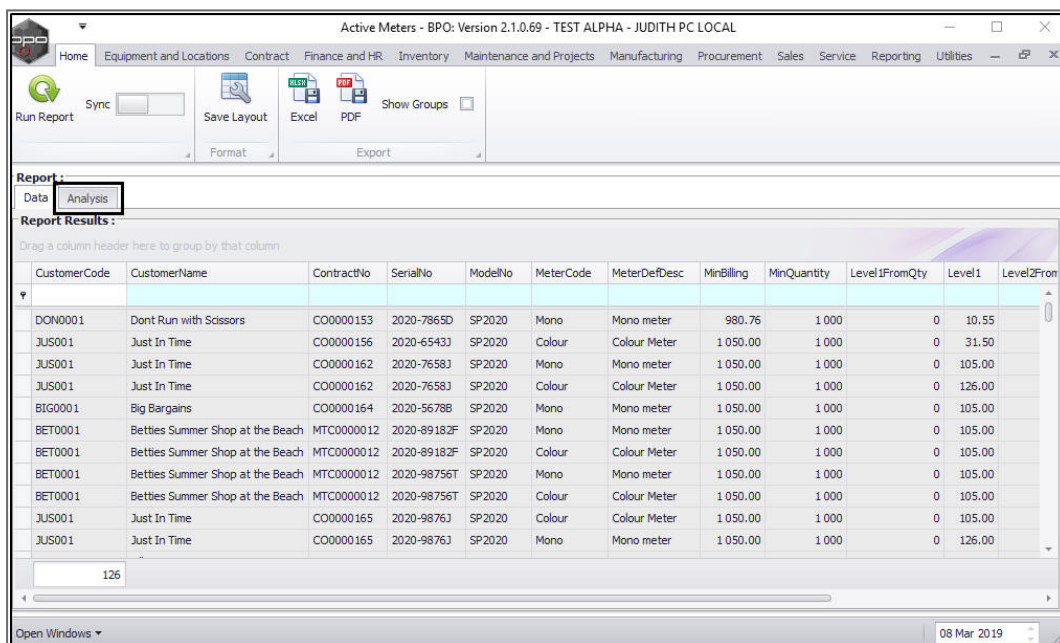 Active Meters - BPO: Version 2.1.0.69 - TEST ALPHA - JUDITH PC LOCAL
bpo
Home Equipment and Locations Contract Finance and HR Inventory Maintenance and Projects Manufacturing Procurement Sales Service Reporting Utilities
XLSX PDF
Sync Show Groups
Run Report Save Layout Excel PDF
Format Export
Report :
Data Analysis
Report Results :
Drag a column header here to group by that column
CustomerCode CustomerName ContractNo SerialNo ModelNo MeterCode MeterDefDesc MinBilling MinQuantity Level1FromQty Level1 Level2From
DON0001 Dont Run with Scissors CO0000153 2020-7865D SP2020 Mono Mono meter 980.76 1 000 0 10.55
JUS001 Just In Time CO0000156 2020-6543J SP2020 Colour Colour Meter 1 050.00 1 000 0 31.50
JUS001 Just In Time CO0000162 2020-7658J SP2020 Mono Mono meter 1 050.00 1 000 0 105.00
JUS001 Just In Time CO0000162 2020-7658J SP2020 Colour Colour Meter 1 050.00 1 000 0 126.00
BIG0001 Big Bargains CO0000164 2020-5678B SP2020 Mono Mono meter 1 050.00 1 000 0 105.00
BET0001 Betties Summer Shop at the Beach MTC0000012 2020-89182F SP2020 Mono Mono meter 1 050.00 1 000 0 105.00
BET0001 Betties Summer Shop at the Beach MTC0000012 2020-89182F SP2020 Colour Colour Meter 1 050.00 1 000 0 105.00
BET0001 Betties Summer Shop at the Beach MTC0000012 2020-98756T SP2020 Mono Mono meter 1 050.00 1 000 0 105.00
BET0001 Betties Summer Shop at the Beach MTC0000012 2020-98756T SP2020 Colour Colour Meter 1 050.00 1 000 0 105.00
JUS001 Just In Time CO0000165 2020-9876J SP2020 Colour Colour Meter 1 050.00 1 000 0 105.00
JUS001 Just In Time CO0000165 2020-9876J SP2020 Mono Mono meter 1 050.00 1 000 0 126.00
126
Open Windows 08 Mar 2019